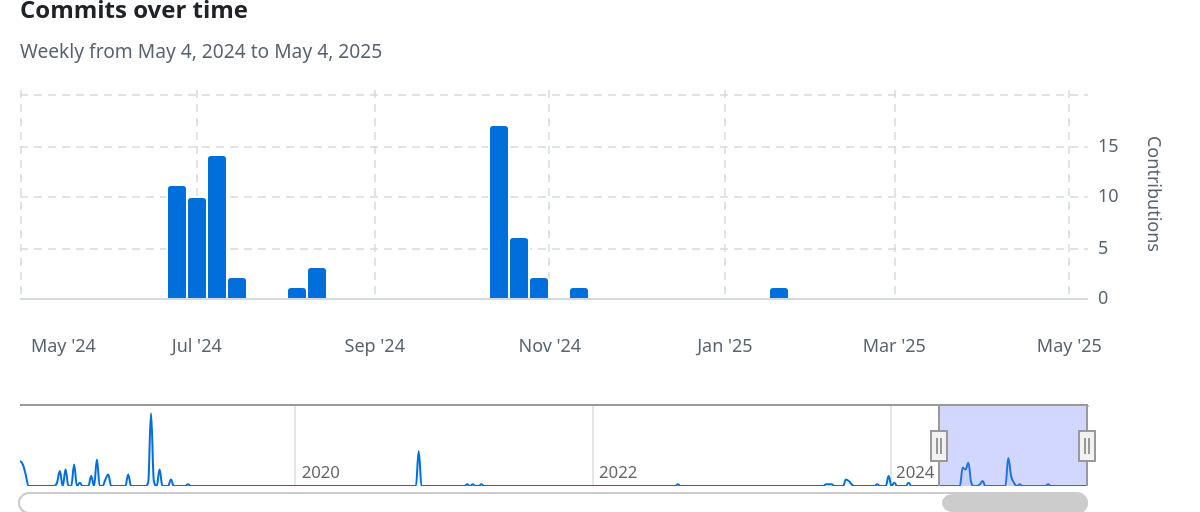 Commits over time
Weekly from May 4, 2024 to May 4, 2025
15
10
5
0
Contributions
May '24 Jul '24 Sep '24 Nov '24 Jan '25 Mar '25 May '25
2020 2022 2024